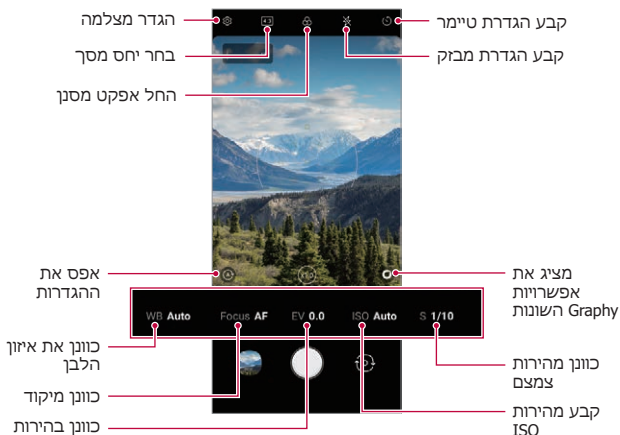 הגדר מצלמה
קבע הגדרת טיימר
בחר יחס מסך
קבע הגדרת מבזק
החל אפקט מסנן
אפס את
ההגדרות
מציג את
אפשרויות
Graphy השונות
WB Auto Focus AF EV 0.0 ISO Auto S 1/10
כוונן את איזון
הלבן
כוונן מהירות
צמצם
כוונן מיקוד
קבע מהירות
ISO
כוונן בהירות